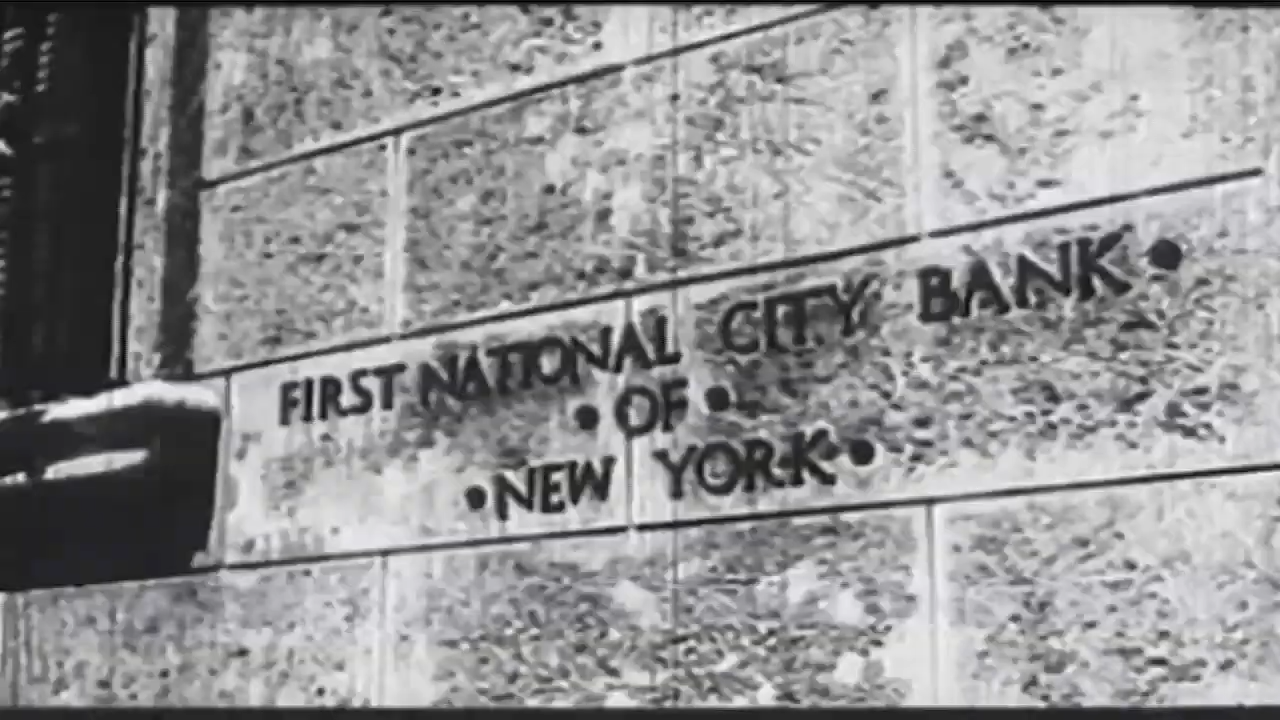 FIRST NATIONAL CITY BANK •
• OF •
• NEW YORK •